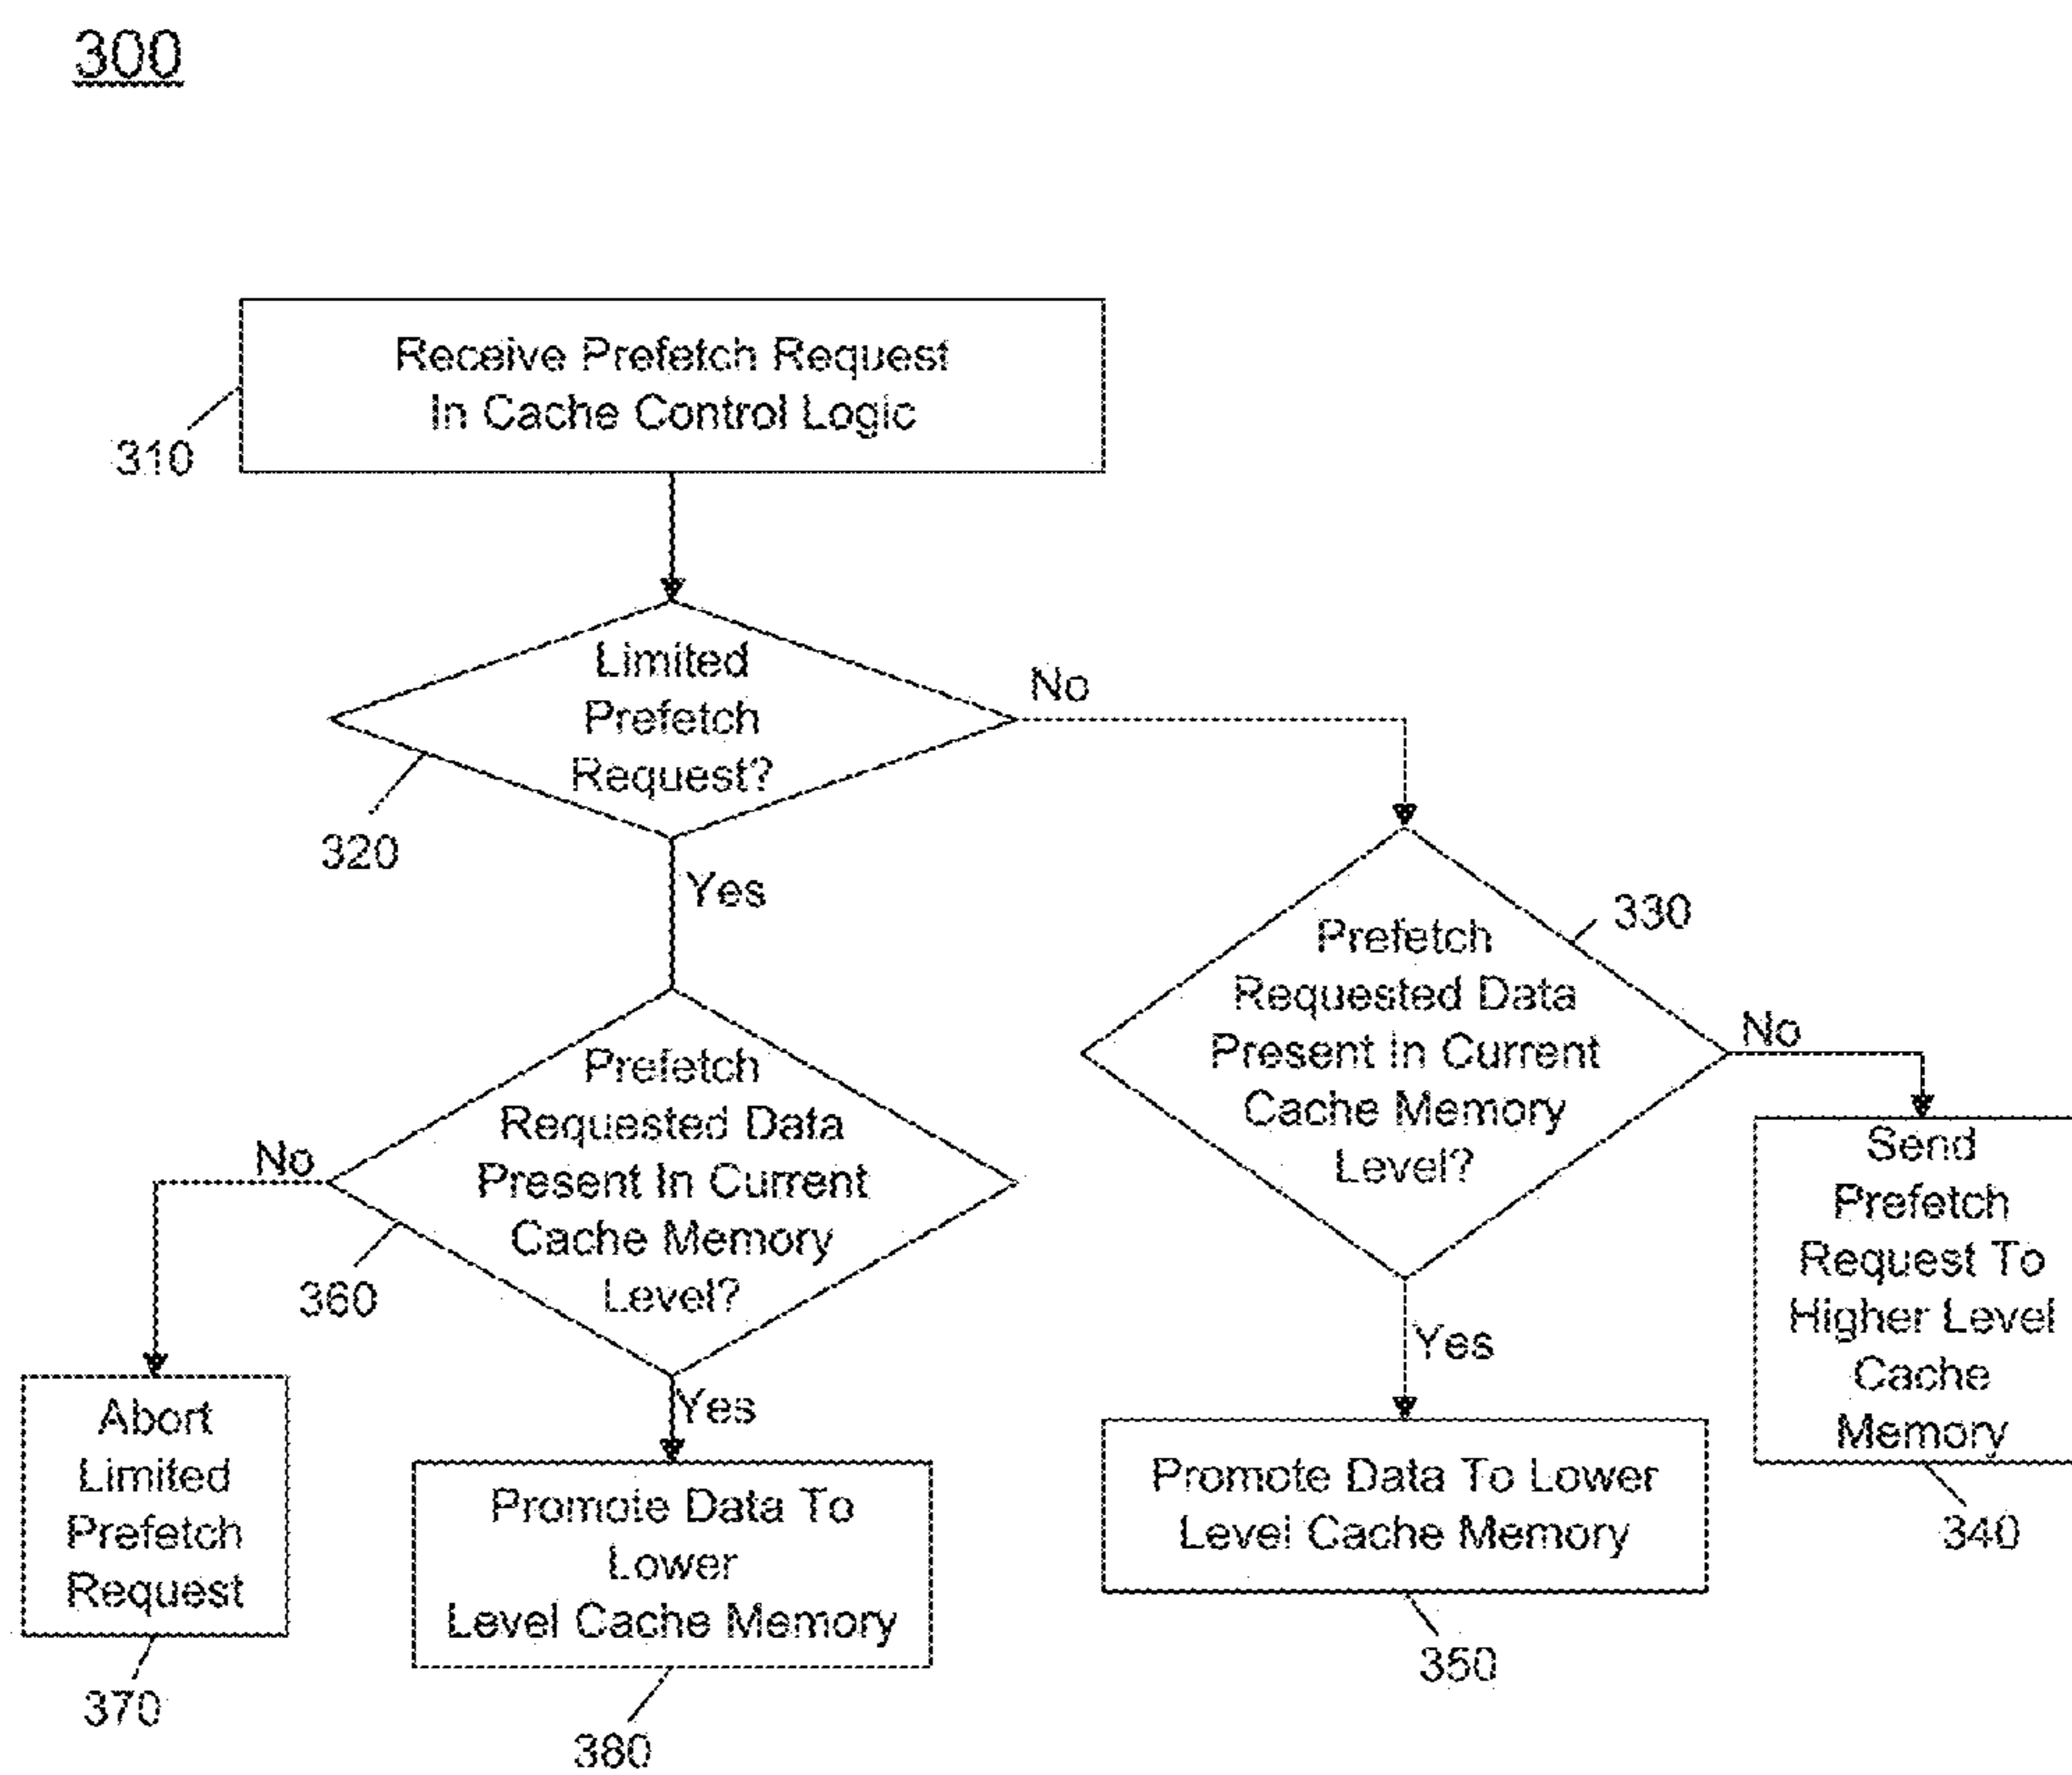 300
Receive Prefetch Request
In Cache Control Logic
310
Limited
Prefetch
Request?
No
320
Yes
Prefetch
Requested Data
Present In Current
Cache Memory
Level?
330
No
Send
Prefetch
Request To
Higher Level
Cache
Memory
340
Yes
Promote Data To Lower
Level Cache Memory
350
Prefetch
Requested Data
Present In Current
Cache Memory
Level?
No
360
Abort
Limited
Prefetch
Request
370
Yes
Promote Data To
Lower
Level Cache Memory
380